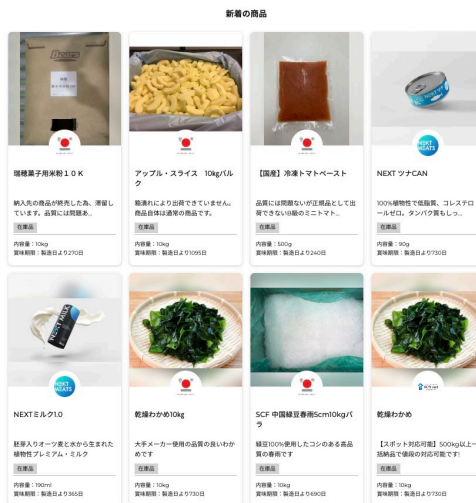 新着の商品
瑞穂菓子用米粉10K
納入先の商品が終売した為、滞留し
ています。品質には問題あ...
在庫品
内容量：10kg
賞味期限：製造日より270日
アップル・スライス 10kgバル
ク
箱潰れにより出荷できていません。
商品自体は通常の商品です。
在庫品
内容量：10kg
賞味期限：製造日より1095日
【国産】冷凍トマトペースト
品質には問題ないが正規品として出
荷できないB級のミニトマト...
在庫品
内容量：500g
賞味期限：製造日より240日
NEXT MEATS
NEXT ツナCAN
100%植物性で低脂質、コレステロ
ールゼロ。タンパク質もしっ...
在庫品
内容量：90g
賞味期限：製造日より730日
NEXT MILK
NEXT MEATS
NEXTミルク1.0
胚芽入りオーツ麦と水から生まれた
植物性プレミアム・ミルク
在庫品
内容量：190ml
賞味期限：製造日より365日
乾燥わかめ10kg
大手メーカー使用の品質の良いわか
めです
在庫品
内容量：10kg
賞味期限：製造日より730日
SCF 中国緑豆春雨5cm10kgバ
ラ
緑豆100%使用したコシのある高品
質の春雨です
在庫品
内容量：10kg
賞味期限：製造日より690日
乾燥わかめ
【スポット対応可能】500kg以上一
括納品で値段の対応可能です!
在庫品
内容量：10kg
賞味期限：製造日より730日